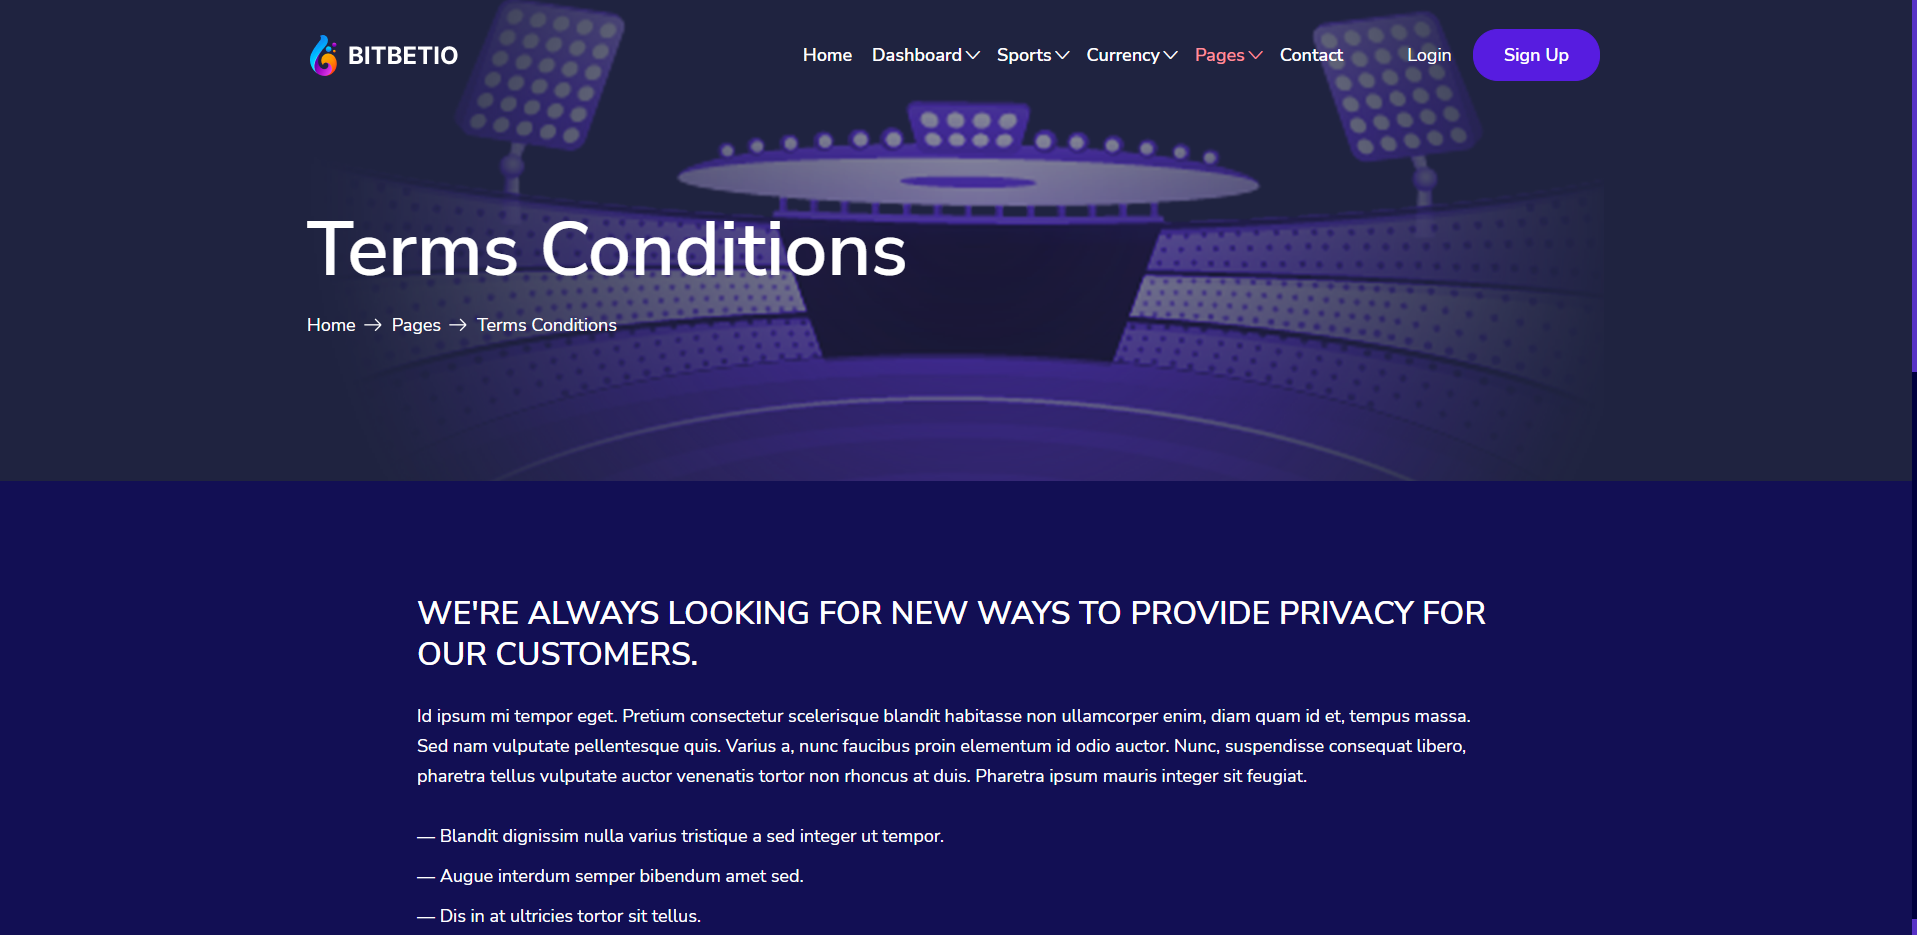 BITBETIO
Home Dashboard Sports Currency Pages Contact Login Sign Up
Terms Conditions
Home → Pages → Terms Conditions
WE'RE ALWAYS LOOKING FOR NEW WAYS TO PROVIDE PRIVACY FOR
OUR CUSTOMERS.
Id ipsum mi tempor eget. Pretium consectetur scelerisque blandit habitasse non ullamcorper enim, diam quam id et, tempus massa.
Sed nam vulputate pellentesque quis. Varius a, nunc faucibus proin elementum id odio auctor. Nunc, suspendisse consequat libero,
pharetra tellus vulputate auctor venenatis tortor non rhoncus at duis. Pharetra ipsum mauris integer sit feugiat.
— Blandit dignissim nulla varius tristique a sed integer ut tempor.
— Augue interdum semper bibendum amet sed.
— Dis in at ultricies tortor sit tellus.